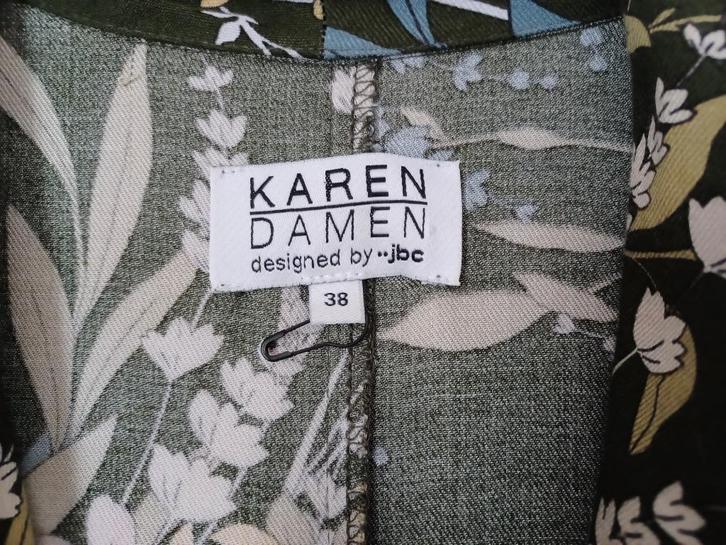 KAREN
DAMEN
designed by ··jbc
38